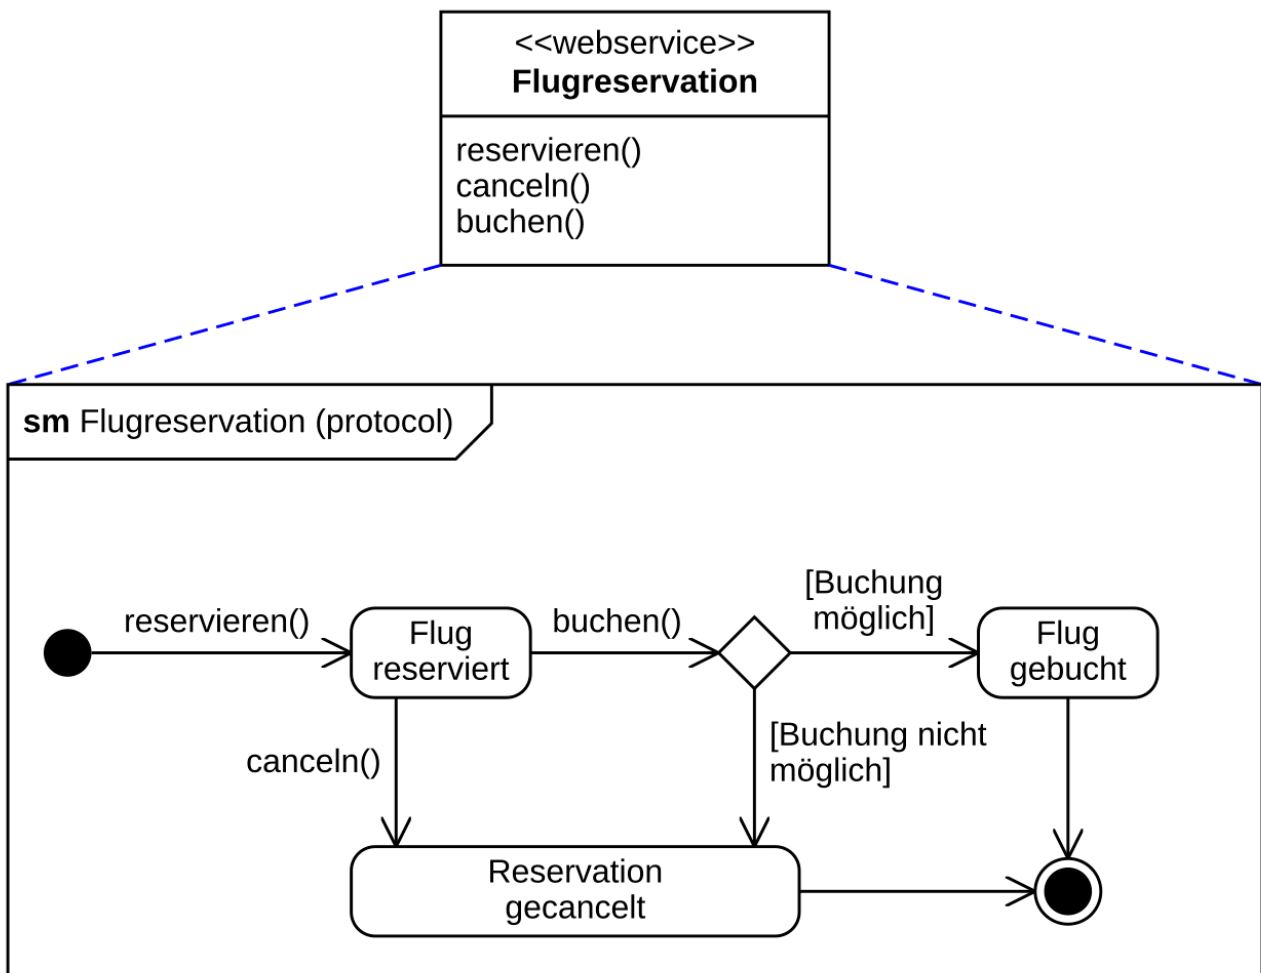 <<webservice>>
Flugreservation
reservieren()
canceln()
buchen()
sm Flugreservation (protocol)
reservieren()
Flug
reserviert
buchen()
[Buchung
möglich]
Flug
gebucht
canceln()
[Buchung nicht
möglich]
Reservation
gecancelt